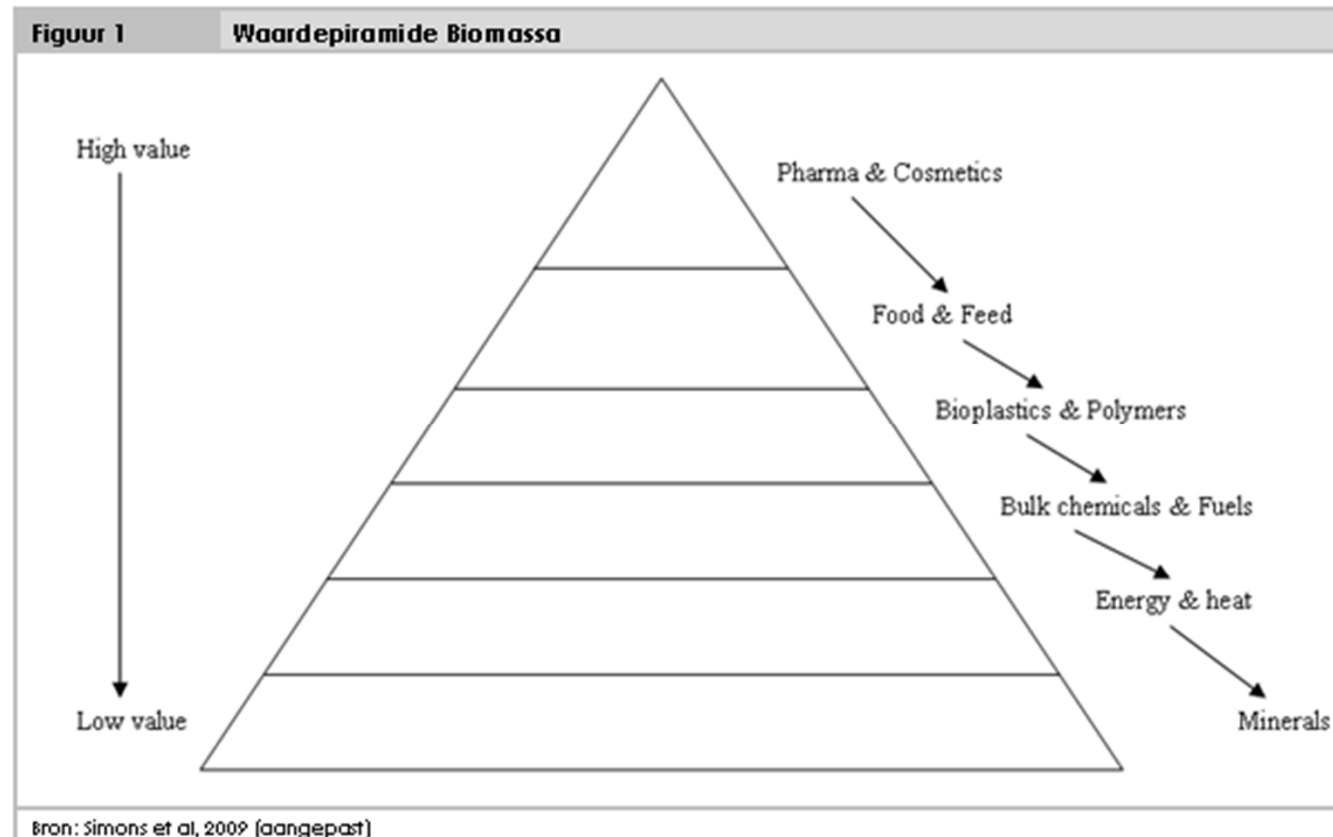 Figuur 1 Waardepiramide Biomassa
High value
Pharma & Cosmetics
Food & Feed
Bioplastics & Polymers
Bulk chemicals & Fuels
Energy & heat
Low value
Minerals
Bron: Simons et al, 2009 (aangepast)